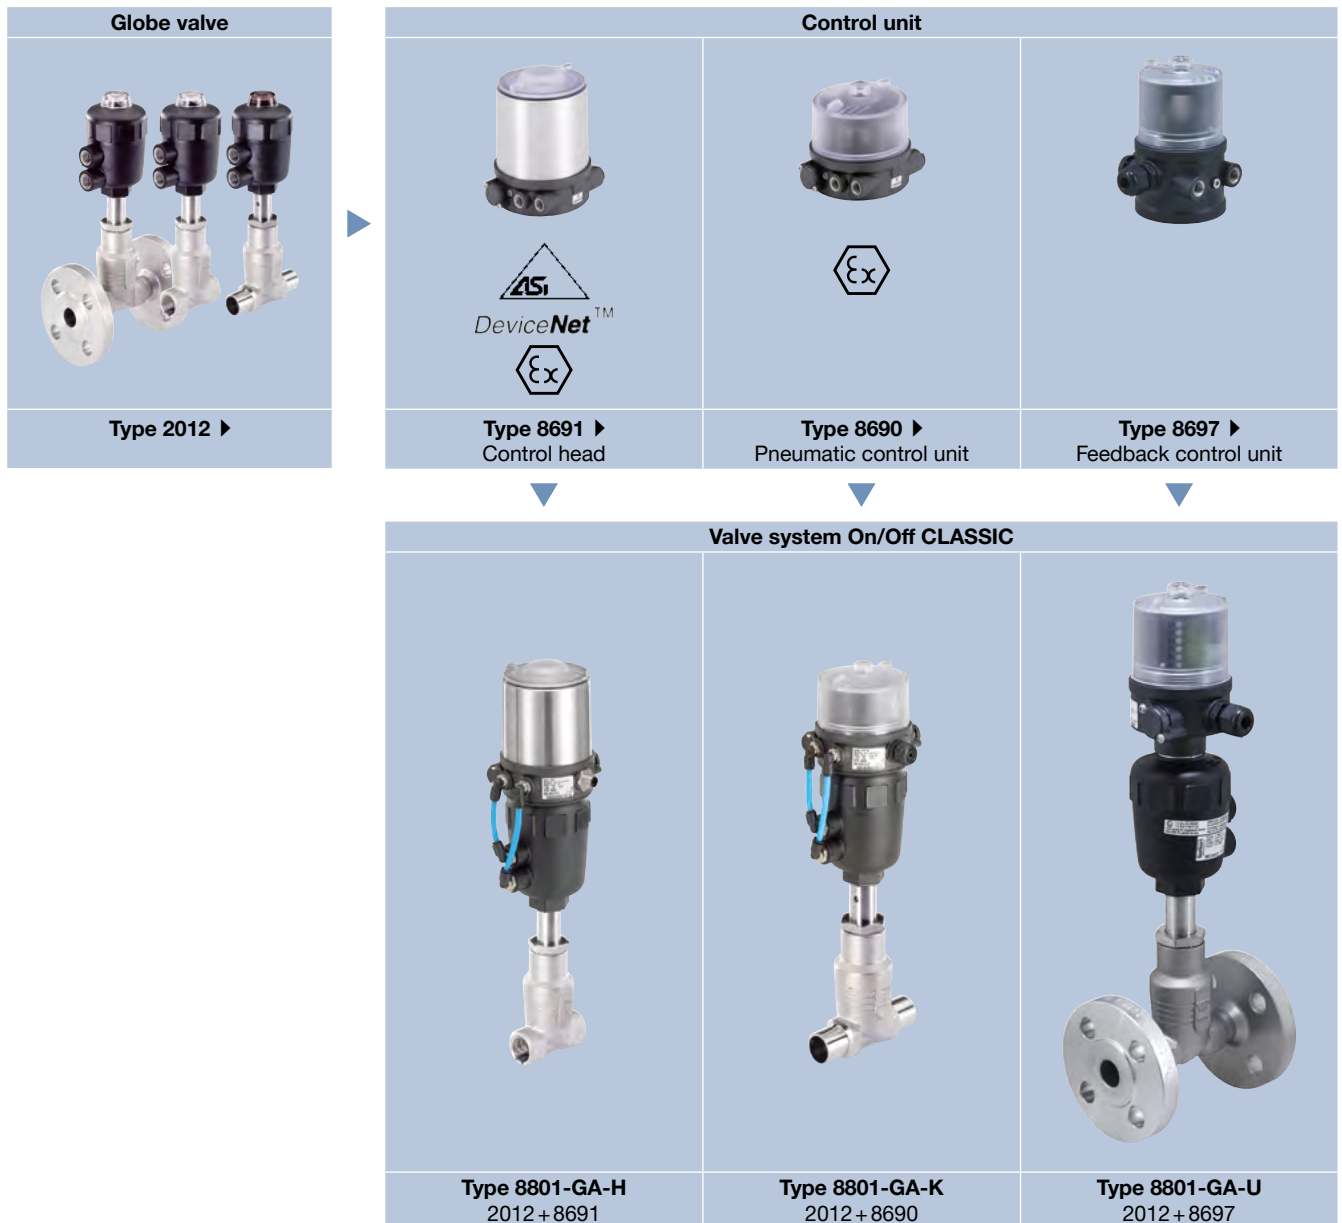 Globe valve
Control unit
ASi
DeviceNet™
Ex
Ex
Type 2012
Type 8691
Control head
Type 8690
Pneumatic control unit
Type 8697
Feedback control unit
Valve system On/Off CLASSIC
Type 8801-GA-H
2012+8691
Type 8801-GA-K
2012+8690
Type 8801-GA-U
2012+8697